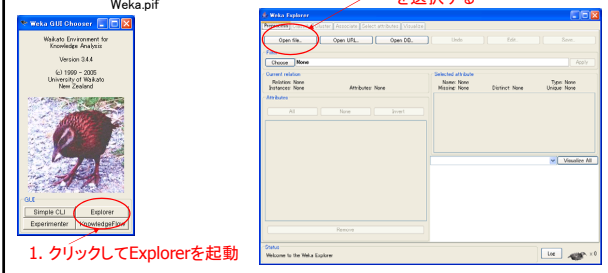 Weka.pif
を選択する
Weka GUI Chooser
Waikato Environment for
Knowledge Analysis
Version 3.4.4
(c) 1999 - 2005
University of Waikato
New Zealand
GUI
Simple CLI Explorer
Experimenter KnowledgeFlow
1. クリックしてExplorerを起動
Weka Explorer
Preprocess Classify Cluster Associate Select attributes Visualize
Open file... Open URL... Open DB... Undo Edit Save...
Filter
Choose None Apply
Current relation
Relation: None
Instances: None Attributes: None
Selected attribute
Name: None Type: None
Missing: None Distinct: None Unique: None
Attributes
All None Invert
Visualize All
Remove
Status
Welcome to the Weka Explorer
Log x 0